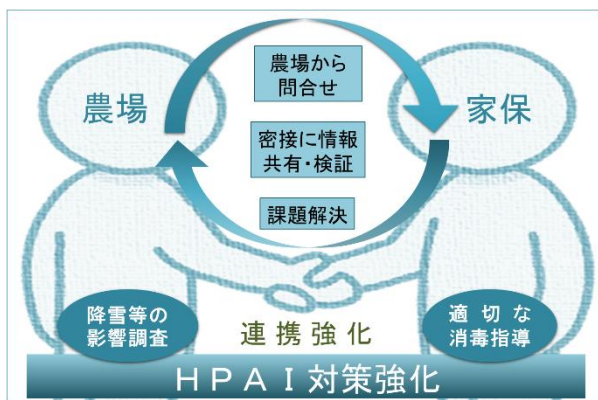 農場から
問合せ
農場
家保
密接に情報
共有・検証
課題解決
降雪等の
影響調査
連携強化
適切な
消毒指導
ＨＰＡＩ対策強化